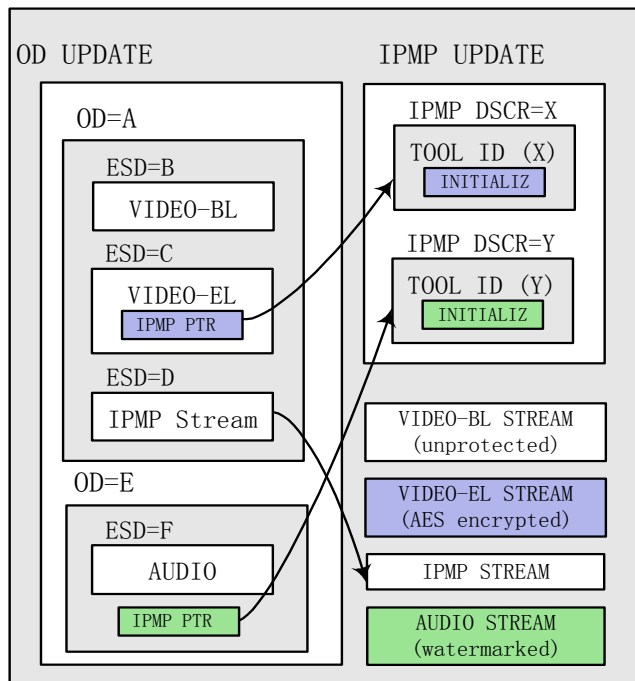 OD UPDATE
OD=A
ESD=B
VIDEO-BL
ESD=C
VIDEO-EL
IPMP PTR
ESD=D
IPMP Stream
OD=E
ESD=F
AUDIO
IPMP PTR
IPMP UPDATE
IPMP DSCR=X
TOOL ID (X)
INITIALIZ
IPMP DSCR=Y
TOOL ID (Y)
INITIALIZ
VIDEO-BL STREAM
(unprotected)
VIDEO-EL STREAM
(AES encrypted)
IPMP STREAM
AUDIO STREAM
(watermarked)